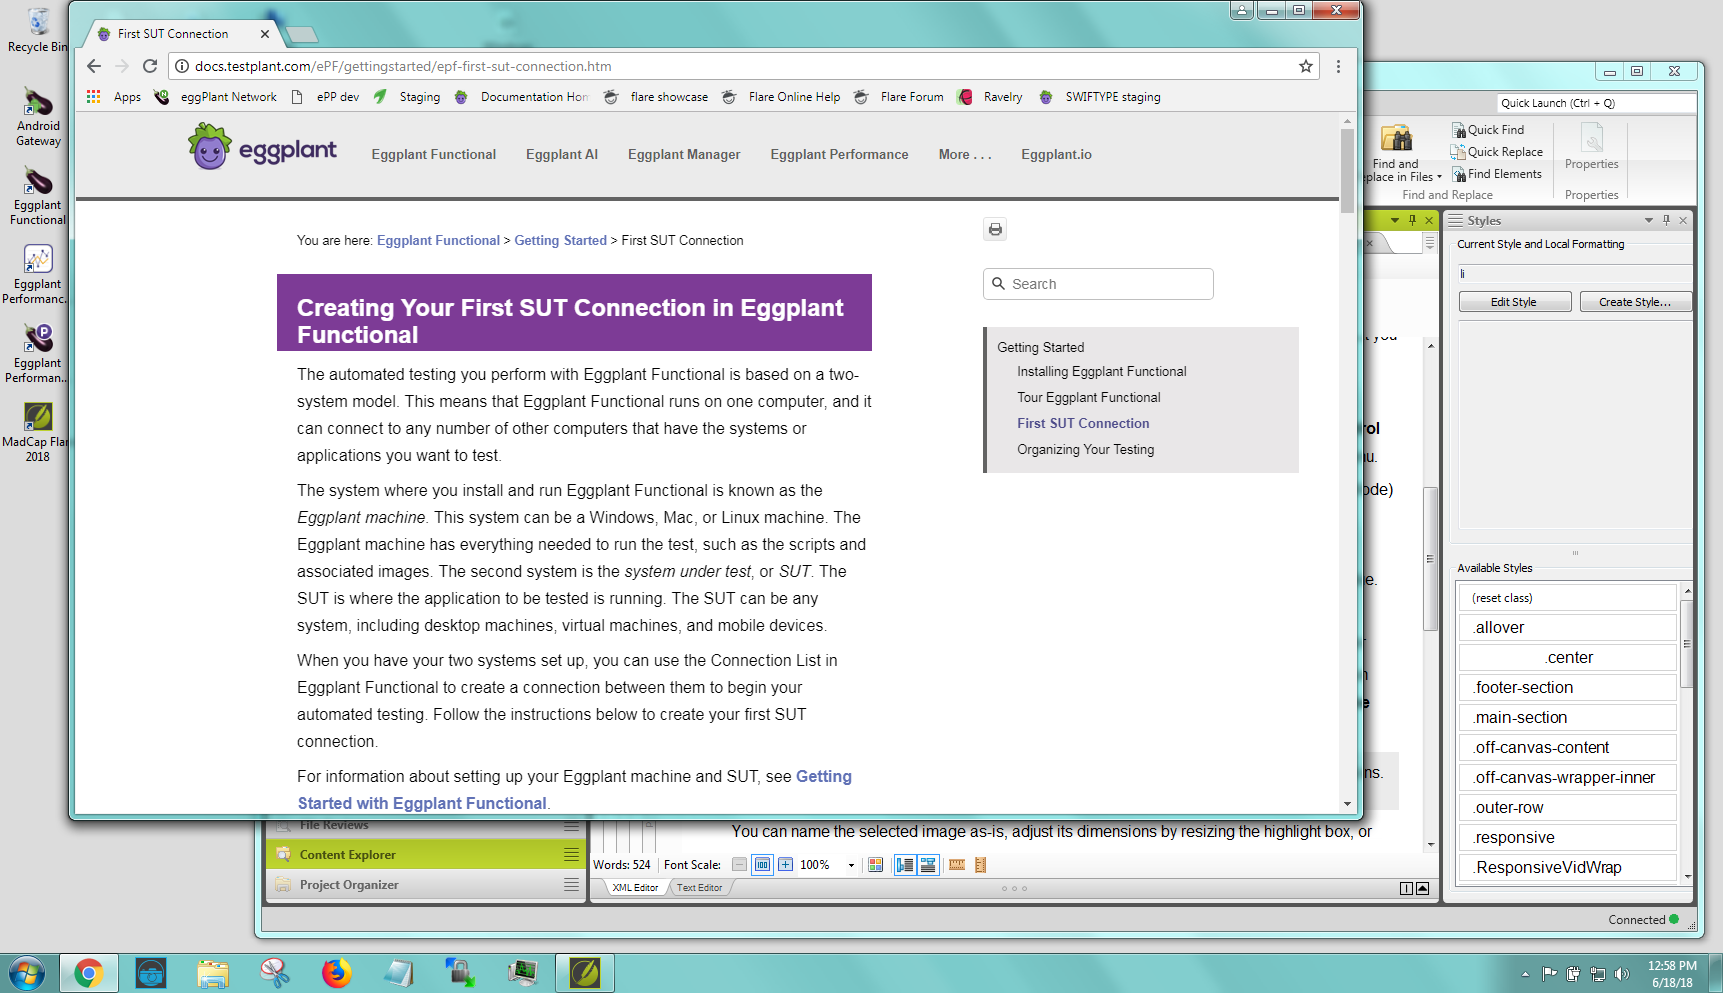 Recycle Bin
Android
Gateway
Eggplant
Functional
Eggplant
Performanc...
Eggplant
Performan...
MadCap Flar
2018
First SUT Connection
docs.testplant.com/ePF/gettingstarted/epf-first-sut-connection.htm
Apps
eggPlant Network
ePP dev
Staging
Documentation Hom
flare showcase
Flare Online Help
Flare Forum
Ravelry
SWIFTYPE staging
eggplant
Eggplant Functional
Eggplant AI
Eggplant Manager
Eggplant Performance
More . . .
Eggplant.io
You are here: Eggplant Functional > Getting Started > First SUT Connection
Creating Your First SUT Connection in Eggplant
Functional
The automated testing you perform with Eggplant Functional is based on a two-
system model. This means that Eggplant Functional runs on one computer, and it
can connect to any number of other computers that have the systems or
applications you want to test.
The system where you install and run Eggplant Functional is known as the
Eggplant machine. This system can be a Windows, Mac, or Linux machine. The
Eggplant machine has everything needed to run the test, such as the scripts and
associated images. The second system is the system under test, or SUT. The
SUT is where the application to be tested is running. The SUT can be any
system, including desktop machines, virtual machines, and mobile devices.
When you have your two systems set up, you can use the Connection List in
Eggplant Functional to create a connection between them to begin your
automated testing. Follow the instructions below to create your first SUT
connection.
For information about setting up your Eggplant machine and SUT, see Getting
Started with Eggplant Functional.
Search
Getting Started
Installing Eggplant Functional
Tour Eggplant Functional
First SUT Connection
Organizing Your Testing
Quick Launch (Ctrl + Q)
Find and
place in Files
Quick Find
Quick Replace
Find Elements
Find and Replace
Properties
Properties
Styles
Current Style and Local Formatting
li
Edit Style
Create Style...
you
rol
nu.
ode)
e.
n
e
ns.
Available Styles
(reset class)
.allover
.center
.footer-section
.main-section
.off-canvas-content
.off-canvas-wrapper-inner
.outer-row
.responsive
.ResponsiveVidWrap
File Reviews
Content Explorer
Project Organizer
You can name the selected image as-is, adjust its dimensions by resizing the highlight box, or
Words: 524
Font Scale:
100%
XML Editor
Text Editor
Connected
12:58 PM
6/18/18